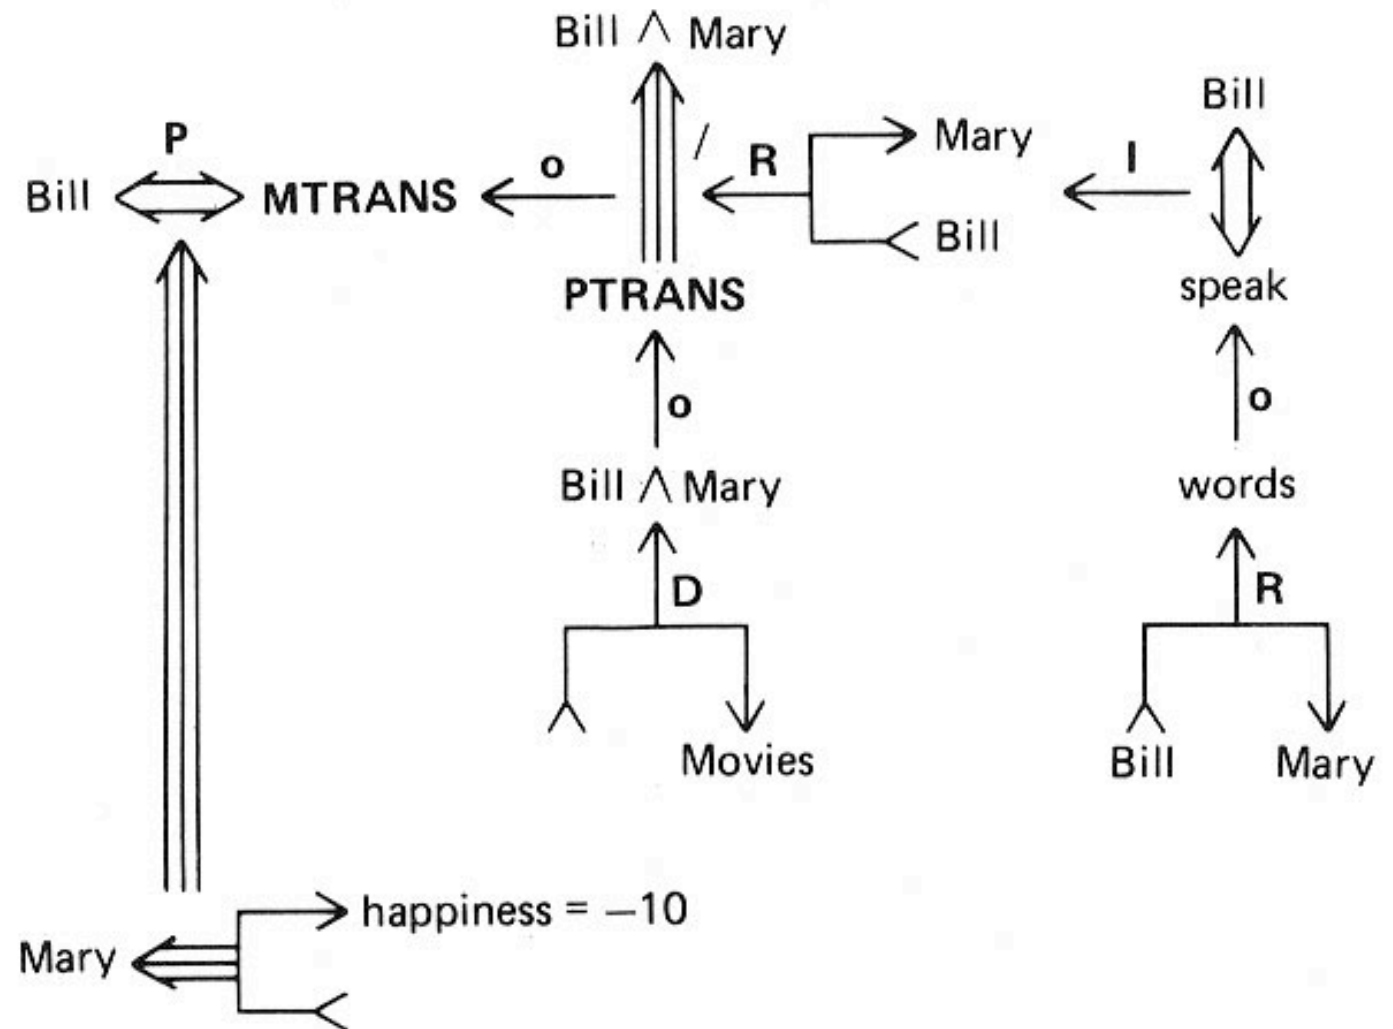 Bill ∧ Mary
Bill
P
Mary
I
R
o
Bill
MTRANS
/
Bill
speak
PTRANS
o
o
Bill ∧ Mary
words
D
R
Movies
Bill
Mary
happiness = −10
Mary